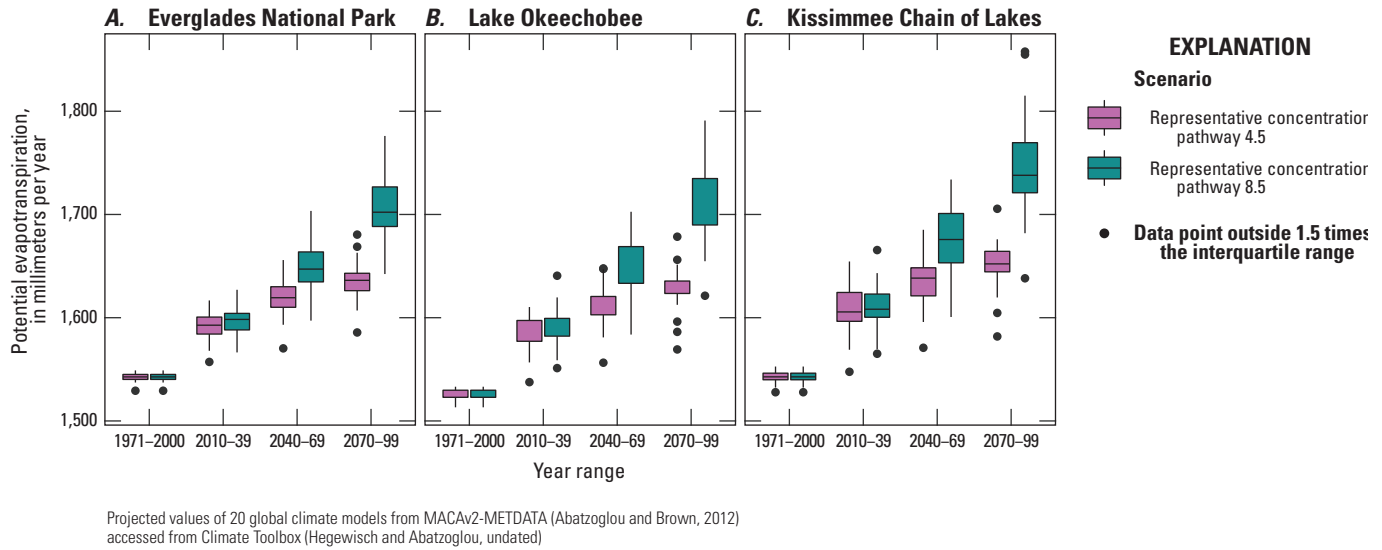 A. Everglades National Park
B. Lake Okeechobee
C. Kissimmee Chain of Lakes
Potential evapotranspiration,
in millimeters per year
1,800
1,700
1,600
1,500
1971–2000 2010–39 2040–69 2070–99
1971–2000 2010–39 2040–69 2070–99
1971–2000 2010–39 2040–69 2070–99
Year range
EXPLANATION
Scenario
Representative concentration
pathway 4.5
Representative concentration
pathway 8.5
Data point outside 1.5 times
the interquartile range
Projected values of 20 global climate models from MACAv2-METDATA (Abatzoglou and Brown, 2012)
accessed from Climate Toolbox (Hegewisch and Abatzoglou, undated)